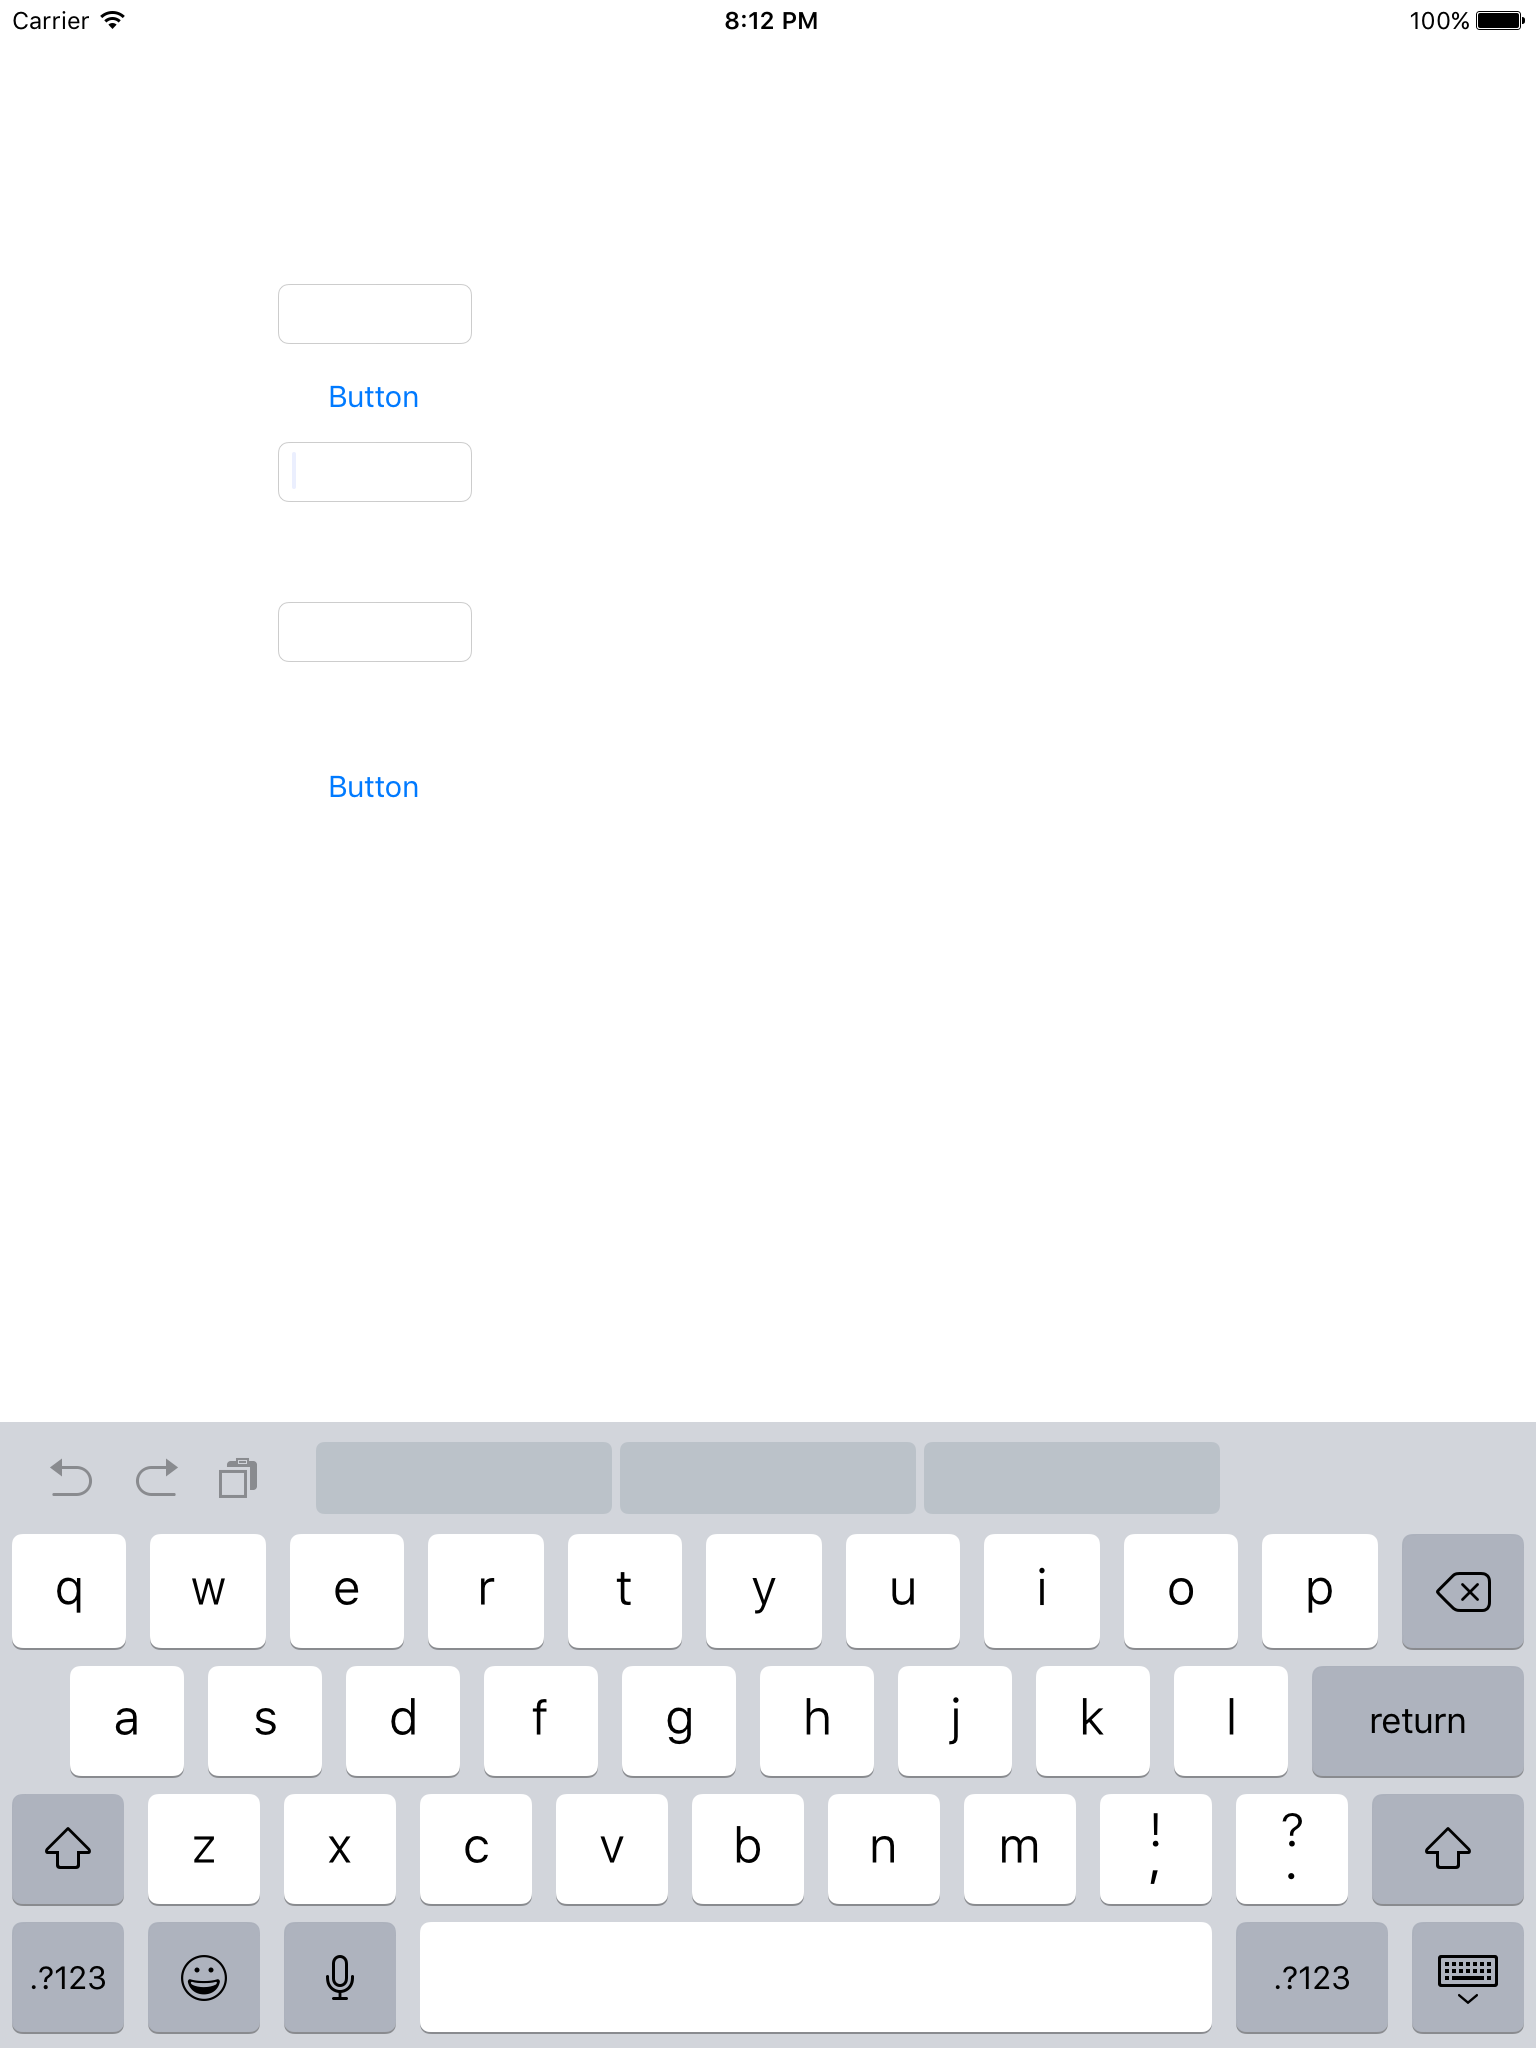 Carrier 8:12 PM 100%
Button
Button
q w e r t y u i o p
a s d f g h j k l return
z x c v b n m ! , ? .
.?123 .?123